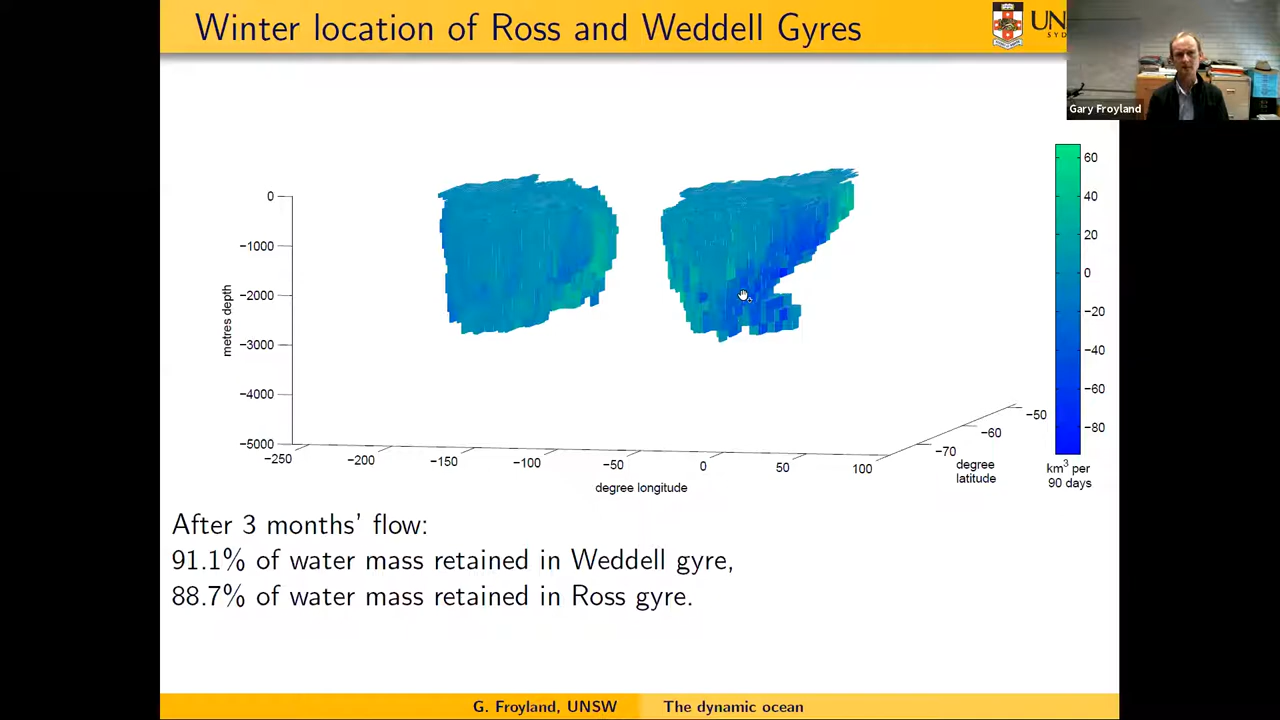 Winter location of Ross and Weddell Gyres
UN
SYD
Gary Froyland
60
40
20
0
−20
−40
−60
−80
km³ per
90 days
0
−1000
−2000
−3000
−4000
−5000
metres depth
−250
−200
−150
−100
−50
0
50
100
degree longitude
−70
−60
−50
degree
latitude
After 3 months’ flow:
91.1% of water mass retained in Weddell gyre,
88.7% of water mass retained in Ross gyre.
G. Froyland, UNSW
The dynamic ocean